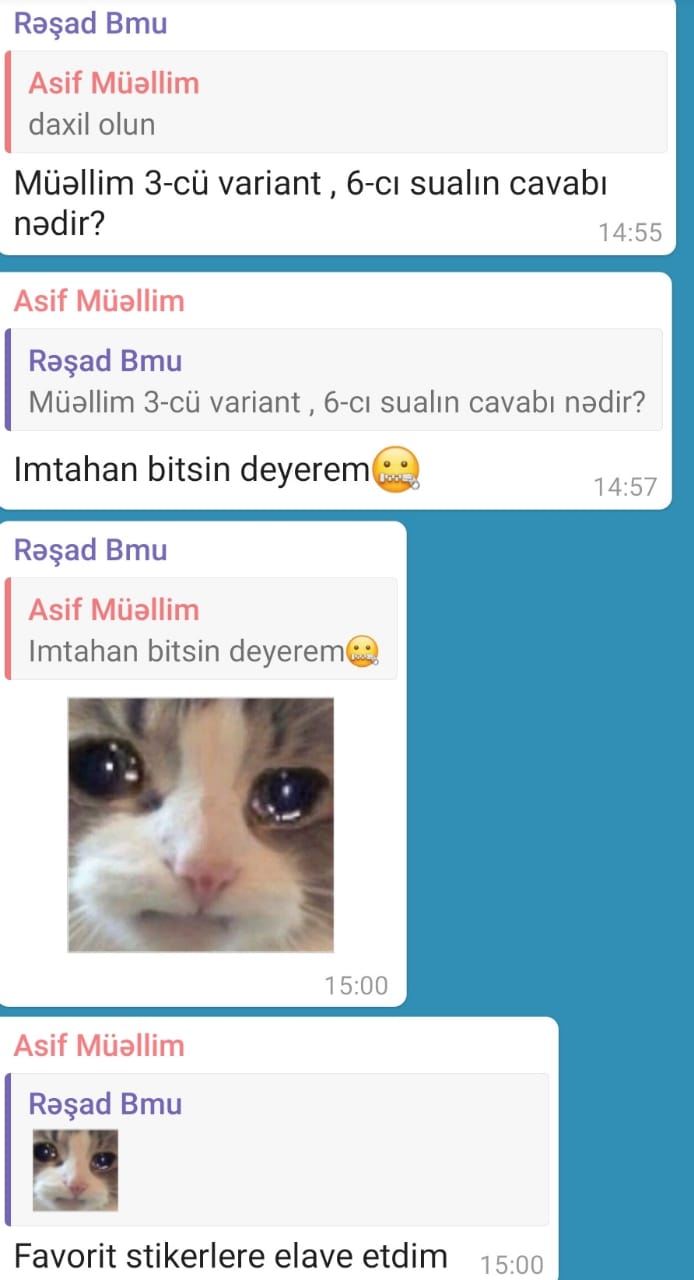 Rəşad Bmu
Asif Müəllim
daxil olun
Müəllim 3-cü variant , 6-cı sualın cavabı
nədir?
14:55
Asif Müəllim
Rəşad Bmu
Müəllim 3-cü variant , 6-cı sualın cavabı nədir?
Imtahan bitsin deyerem🤐
14:57
Rəşad Bmu
Asif Müəllim
Imtahan bitsin deyerem🤐
15:00
Asif Müəllim
Rəşad Bmu
Favorit stikerlere elave etdim
15:00